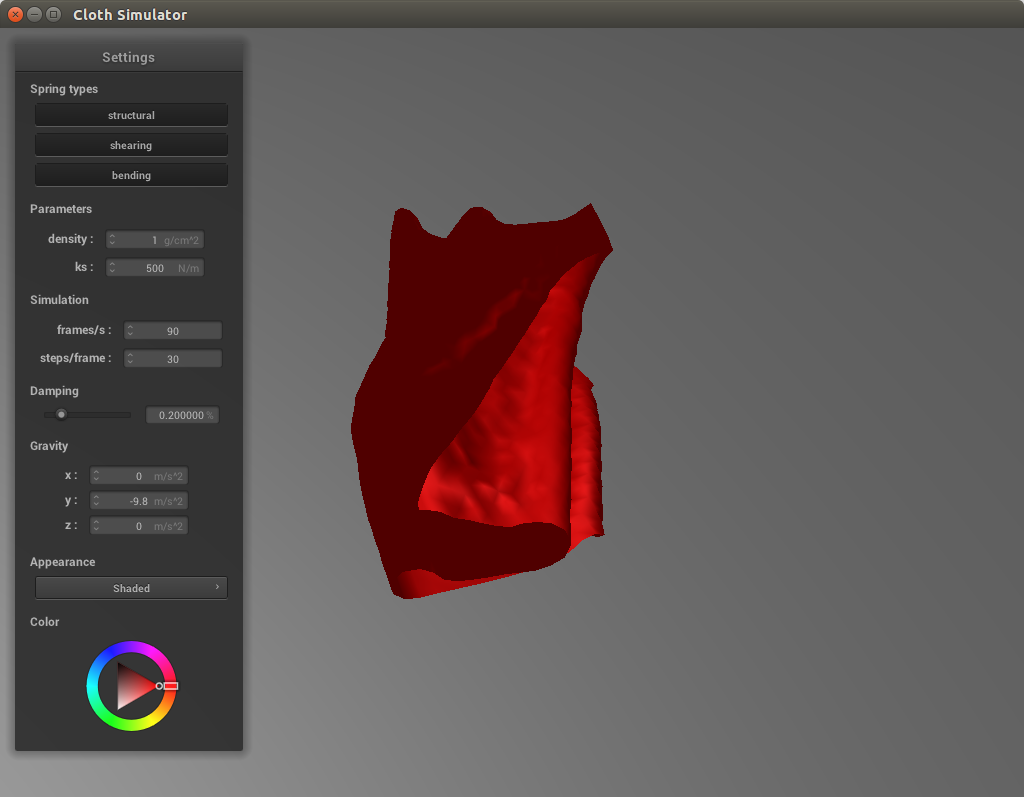 Cloth Simulator
Settings
Spring types
structural
shearing
bending
Parameters
density : 1 g/cm^2
ks : 500 N/m
Simulation
frames/s : 90
steps/frame : 30
Damping
0.200000 %
Gravity
x : 0 m/s^2
y : -9.8 m/s^2
z : 0 m/s^2
Appearance
Shaded
Color